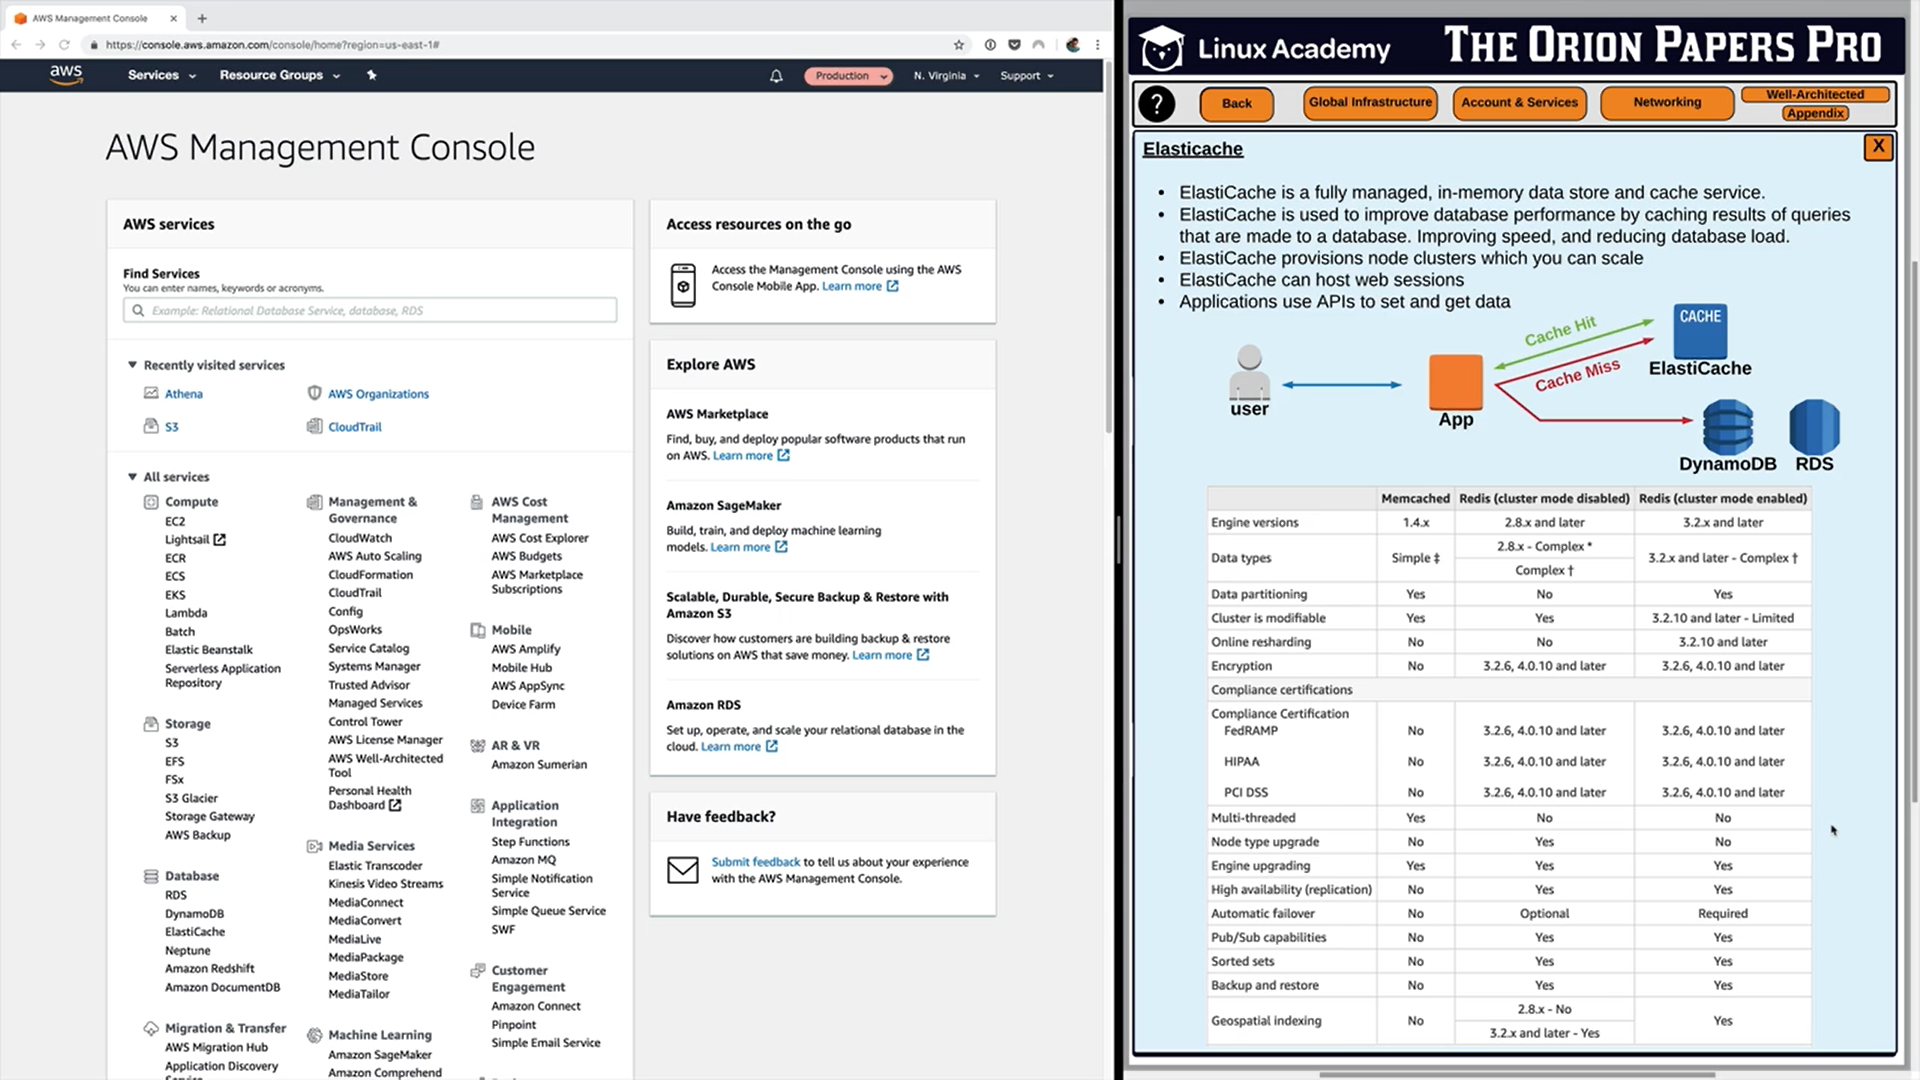 AWS Management Console
https://console.aws.amazon.com/console/home?region=us-east-1#
aws
Services
Resource Groups
Production
N. Virginia
Support
AWS Management Console
AWS services
Find Services
You can enter names, keywords or acronyms.
Example: Relational Database Service, database, RDS
Recently visited services
Athena
AWS Organizations
S3
CloudTrail
All services
Compute
EC2
Lightsail
ECR
ECS
EKS
Lambda
Batch
Elastic Beanstalk
Serverless Application
Repository
Storage
S3
EFS
FSx
S3 Glacier
Storage Gateway
AWS Backup
Database
RDS
DynamoDB
ElastiCache
Neptune
Amazon Redshift
Amazon DocumentDB
Migration & Transfer
AWS Migration Hub
Application Discovery
Management &
Governance
CloudWatch
AWS Auto Scaling
CloudFormation
CloudTrail
Config
OpsWorks
Service Catalog
Systems Manager
Trusted Advisor
Managed Services
Control Tower
AWS License Manager
AWS Well-Architected
Tool
Personal Health
Dashboard
Media Services
Elastic Transcoder
Kinesis Video Streams
MediaConnect
MediaConvert
MediaLive
MediaPackage
MediaStore
MediaTailor
Machine Learning
Amazon SageMaker
Amazon Comprehend
AWS Cost
Management
AWS Cost Explorer
AWS Budgets
AWS Marketplace
Subscriptions
Mobile
AWS Amplify
Mobile Hub
AWS AppSync
Device Farm
AR & VR
Amazon Sumerian
Application
Integration
Step Functions
Amazon MQ
Simple Notification
Service
Simple Queue Service
SWF
Customer
Engagement
Amazon Connect
Pinpoint
Simple Email Service
Access resources on the go
Access the Management Console using the AWS
Console Mobile App. Learn more
Explore AWS
AWS Marketplace
Find, buy, and deploy popular software products that run
on AWS. Learn more
Amazon SageMaker
Build, train, and deploy machine learning
models. Learn more
Scalable, Durable, Secure Backup & Restore with
Amazon S3
Discover how customers are building backup & restore
solutions on AWS that save money. Learn more
Amazon RDS
Set up, operate, and scale your relational database in the
cloud. Learn more
Have feedback?
Submit feedback to tell us about your experience
with the AWS Management Console.
Linux Academy
THE ORION PAPERS PRO
?
Back
Global Infrastructure
Account & Services
Networking
Well-Architected
Appendix
Elasticache
X
• ElastiCache is a fully managed, in-memory data store and cache service.
• ElastiCache is used to improve database performance by caching results of queries
that are made to a database. Improving speed, and reducing database load.
• ElastiCache provisions node clusters which you can scale
• ElastiCache can host web sessions
• Applications use APIs to set and get data
Cache Hit
Cache Miss
CACHE
ElastiCache
user
App
DynamoDB
RDS
Memcached Redis (cluster mode disabled) Redis (cluster mode enabled)
Engine versions 1.4.x 2.8.x and later 3.2.x and later
Data types Simple ‡ 2.8.x - Complex * 3.2.x and later - Complex †
Complex †
Data partitioning Yes No Yes
Cluster is modifiable Yes Yes 3.2.10 and later - Limited
Online resharding No No 3.2.10 and later
Encryption No 3.2.6, 4.0.10 and later 3.2.6, 4.0.10 and later
Compliance certifications
Compliance Certification
FedRAMP No 3.2.6, 4.0.10 and later 3.2.6, 4.0.10 and later
HIPAA No 3.2.6, 4.0.10 and later 3.2.6, 4.0.10 and later
PCI DSS No 3.2.6, 4.0.10 and later 3.2.6, 4.0.10 and later
Multi-threaded Yes No No
Node type upgrade No Yes No
Engine upgrading Yes Yes Yes
High availability (replication) No Yes Yes
Automatic failover No Optional Required
Pub/Sub capabilities No Yes Yes
Sorted sets No Yes Yes
Backup and restore No Yes Yes
Geospatial indexing No 2.8.x - No Yes
3.2.x and later - Yes